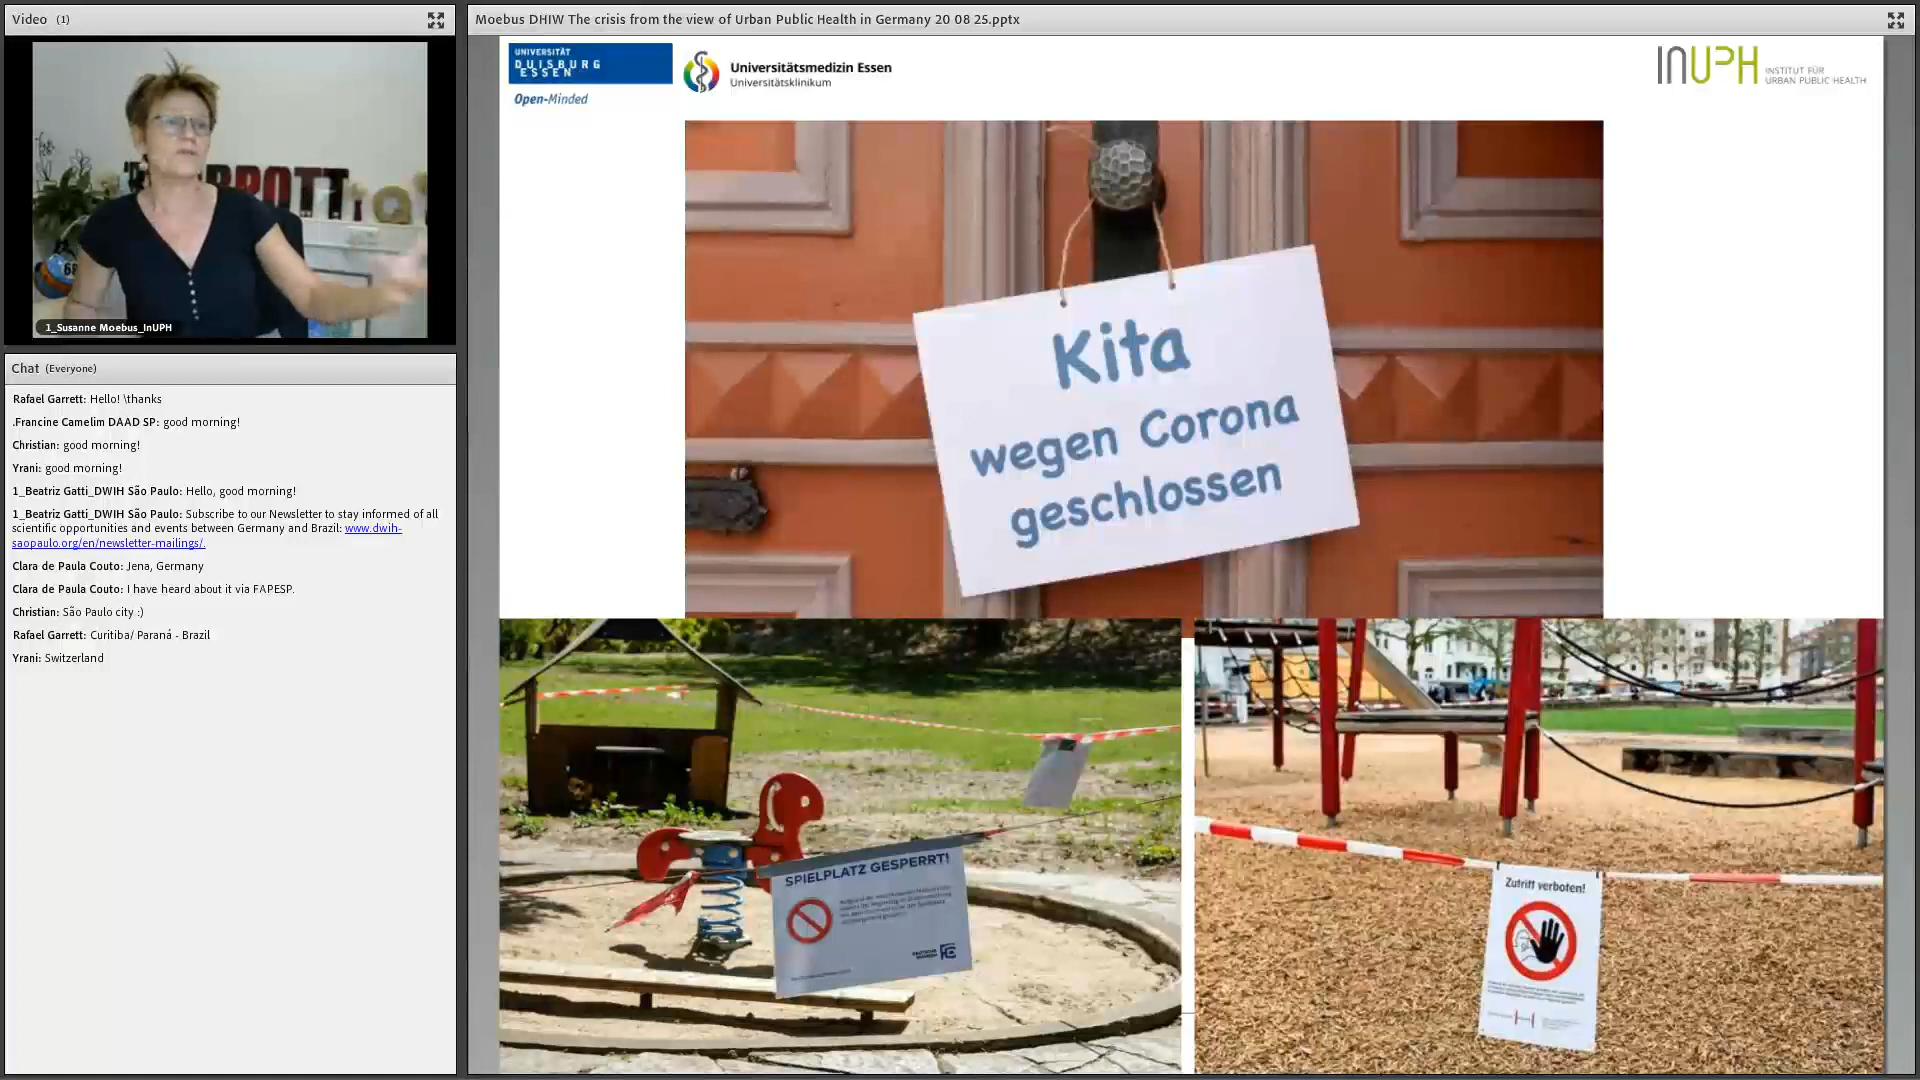 Video (1)
1_Susanne Moebus_InUPH
68
Chat (Everyone)
Rafael Garrett: Hello! \thanks
.Francine Camelim DAAD SP: good morning!
Christian: good morning!
Yrani: good morning!
1_Beatriz Gatti_DWIH São Paulo: Hello, good morning!
1_Beatriz Gatti_DWIH São Paulo: Subscribe to our Newsletter to stay informed of all
scientific opportunities and events between Germany and Brazil: www.dwih-
saopaulo.org/en/newsletter-mailings/.
Clara de Paula Couto: Jena, Germany
Clara de Paula Couto: I have heard about it via FAPESP.
Christian: São Paulo city :)
Rafael Garrett: Curitiba/ Paraná - Brazil
Yrani: Switzerland
Moebus DHIW The crisis from the view of Urban Public Health in Germany 20 08 25.pptx
UNIVERSITÄT
DUISBURG
ESSEN
Open-Minded
Universitätsmedizin Essen
Universitätsklinikum
INUPH
INSTITUT FÜR
URBAN PUBLIC HEALTH
Kita
wegen Corona
geschlossen
SPIELPLATZ GESPERRT!
Zutritt verboten!